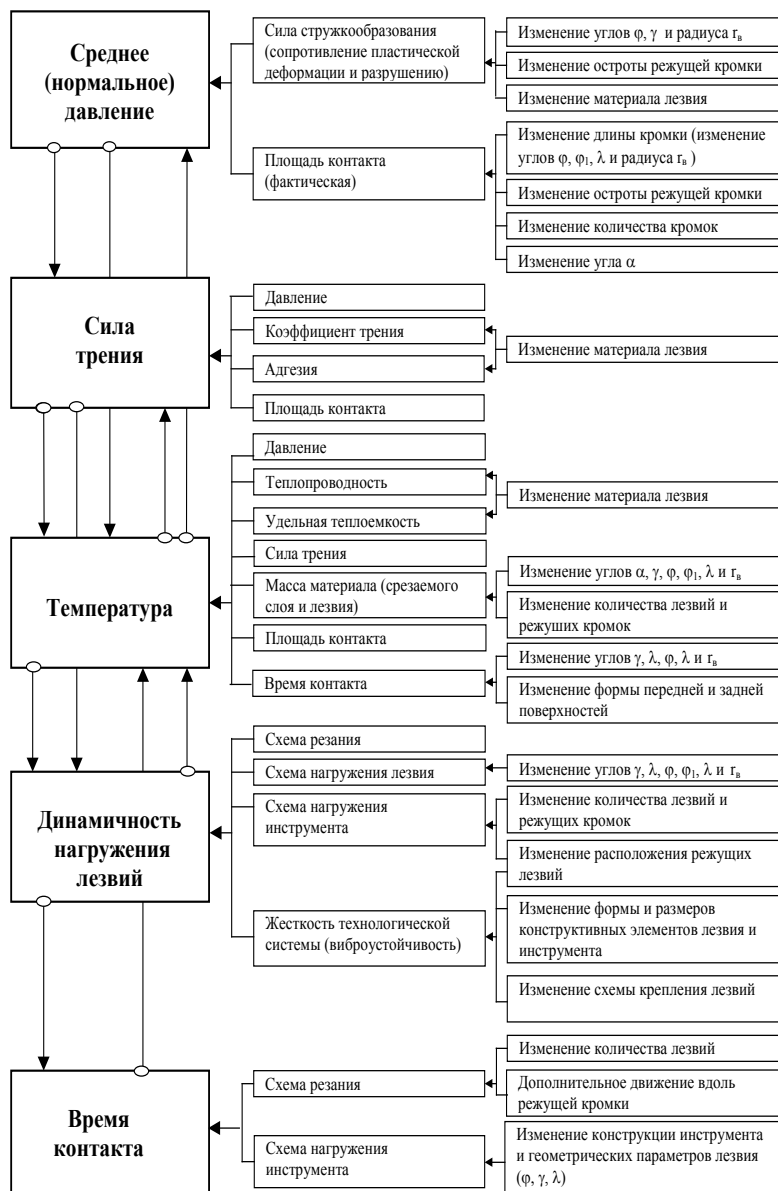 Среднее
(нормальное)
давление
Сила стружкообразования
(сопротивление пластической
деформации и разрушению)
Изменение углов φ, γ и радиуса rв
Изменение остроты режущей кромки
Изменение материала лезвия
Площадь контакта
(фактическая)
Изменение длины кромки (изменение
углов φ, φ1, λ и радиуса rв )
Изменение остроты режущей кромки
Изменение количества кромок
Изменение угла α
Сила
трения
Давление
Коэффициент трения
Адгезия
Площадь контакта
Изменение материала лезвия
Температура
Давление
Теплопроводность
Удельная теплоемкость
Сила трения
Масса материала (срезаемого
слоя и лезвия)
Площадь контакта
Время контакта
Изменение материала лезвия
Изменение углов α, γ, φ, φ1, λ и rв
Изменение количества лезвий и
режуших кромок
Изменение углов γ, λ, φ, λ и rв
Изменение формы передней и задней
поверхностей
Динамичность
нагружения
лезвий
Схема резания
Схема нагружения лезвия
Схема нагружения
инструмента
Жесткость технологической
системы (виброустойчивость)
Изменение углов γ, λ, φ, φ1, λ и rв
Изменение количества лезвий и
режущих кромок
Изменение расположения режущих
лезвий
Изменение формы и размеров
конструктивных элементов лезвия и
инструмента
Изменение схемы крепления лезвий
Время
контакта
Схема резания
Схема нагружения
инструмента
Изменение количества лезвий
Дополнительное движение вдоль
режущей кромки
Изменение конструкции инструмента
и геометрических параметров лезвия
(φ, γ, λ)